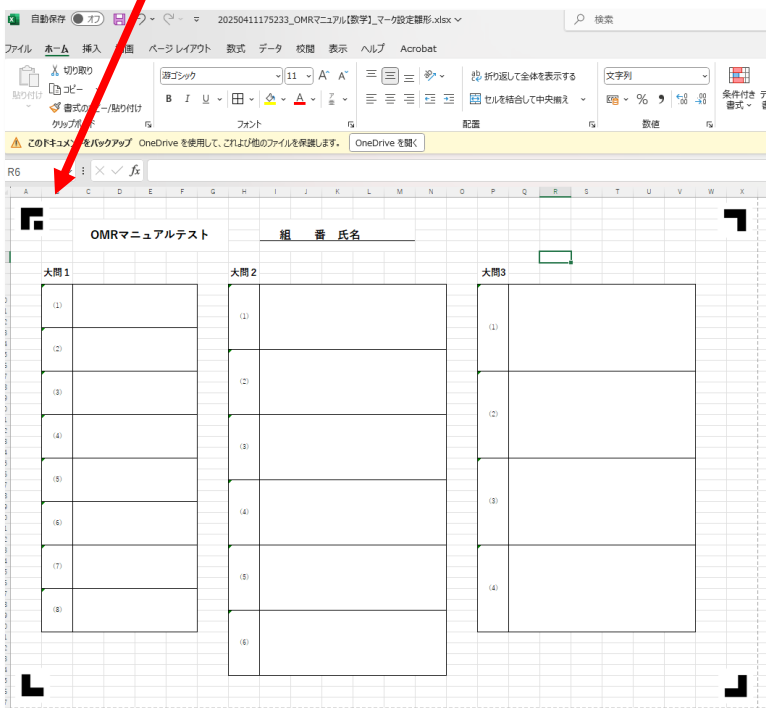 自動保存 オフ 20250411175233_OMRマニュアル【数学】_マーク設定雛形.xlsx 検索
ファイル ホーム 挿入 ページ レイアウト 数式 データ 校閲 表示 ヘルプ Acrobat
貼り付け 切り取り 游ゴシック 11 折り返して全体を表示する 文字列
コピー B I U A セルを結合して中央揃え % 条件付き
書式 /貼り付け 書式
フォント 配置 数値
このドキュメントをバックアップ OneDrive を使用して、これおよび他のファイルを保護します。 OneDrive を開く
R6 fx
A C D E F G H I J K L M N O P Q R S T U V W X
OMRマニュアルテスト 組 番 氏名
大問1 大問2 大問3
(1) (1) (1)
(2) (2) (2)
(3) (3) (3)
(4) (4) (4)
(5) (5)
(6) (6)
(7)
(8)